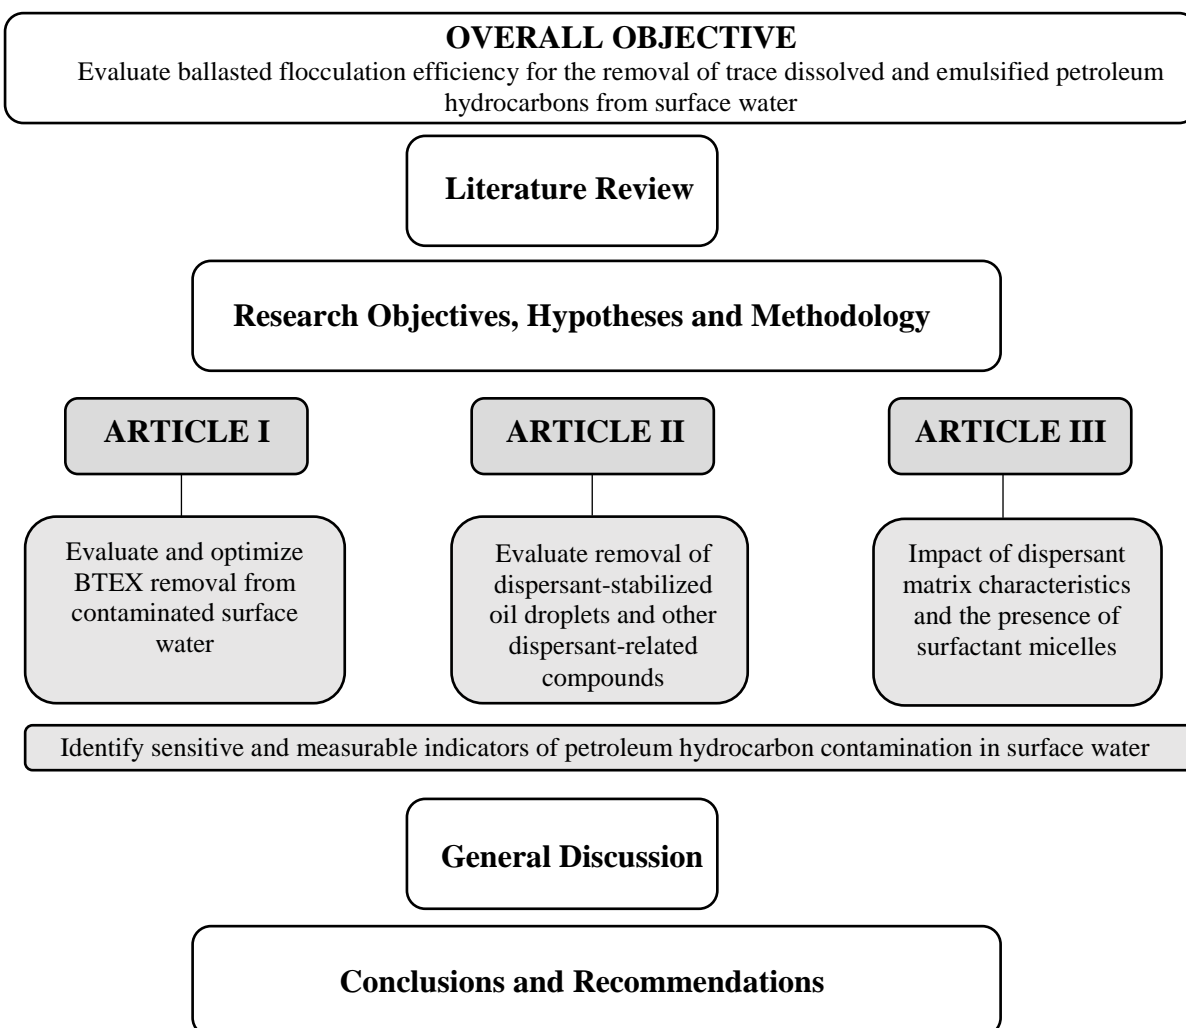 OVERALL OBJECTIVE
Evaluate ballasted flocculation efficiency for the removal of trace dissolved and emulsified petroleum
hydrocarbons from surface water
Literature Review
Research Objectives, Hypotheses and Methodology
ARTICLE I
ARTICLE II
ARTICLE III
Evaluate and optimize
BTEX removal from
contaminated surface
water
Evaluate removal of
dispersant-stabilized
oil droplets and other
dispersant-related
compounds
Impact of dispersant
matrix characteristics
and the presence of
surfactant micelles
Identify sensitive and measurable indicators of petroleum hydrocarbon contamination in surface water
General Discussion
Conclusions and Recommendations